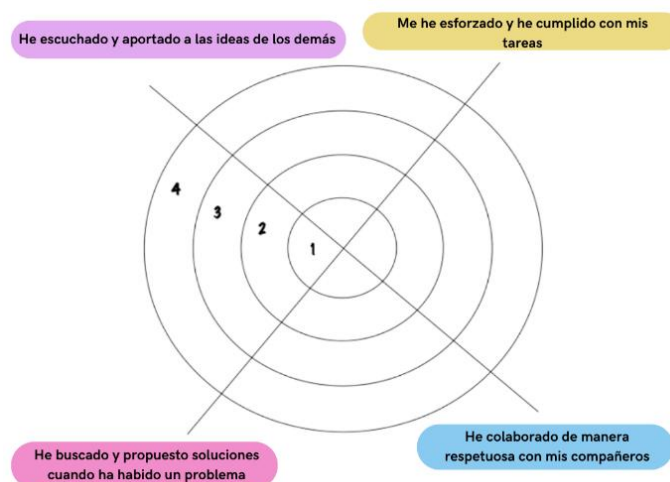 He escuchado y aportado a las ideas de los demás
Me he esforzado y he cumplido con mis
tareas
4
3
2
1
He buscado y propuesto soluciones
cuando ha habido un problema
He colaborado de manera
respetuosa con mis compañeros